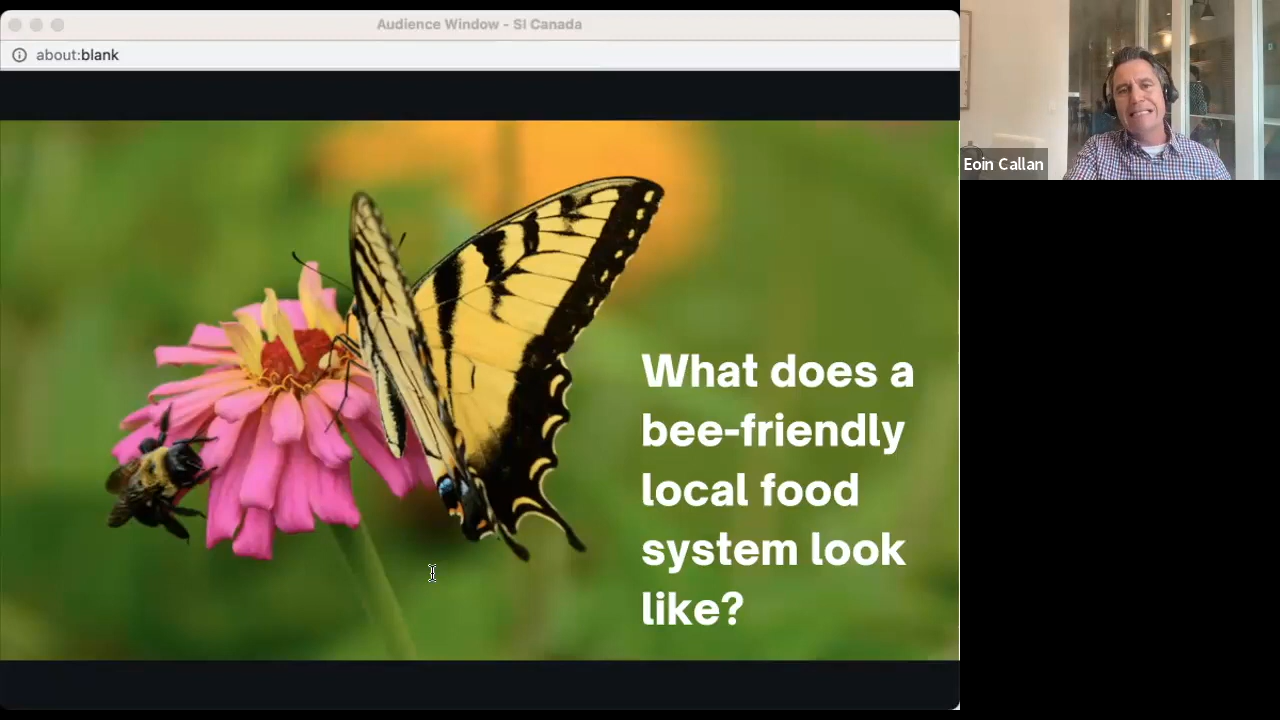 Audience Window - SI Canada
about:blank
Eoin Callan
What does a
bee-friendly
local food
system look
like?